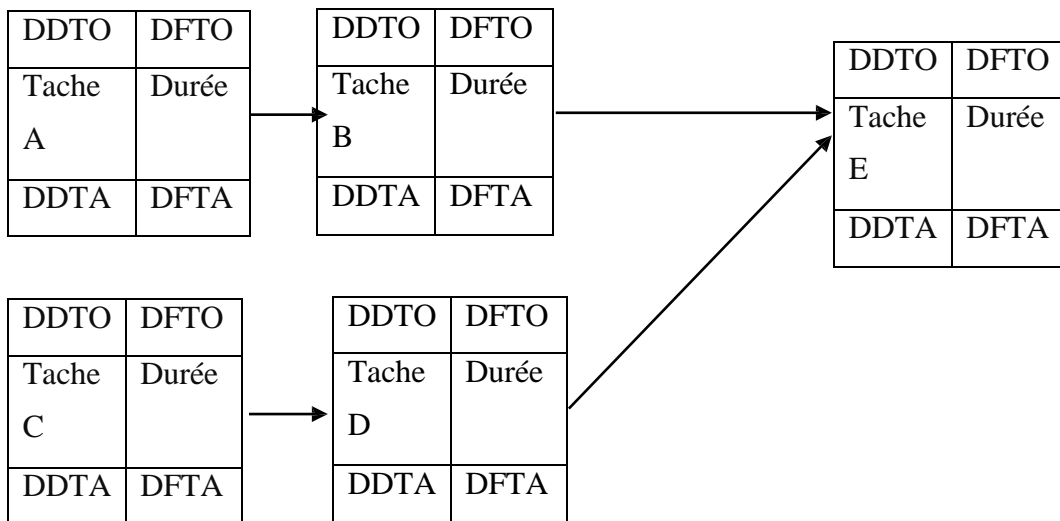 DDTO DFTO
Tache Durée
A
DDTA DFTA
DDTO DFTO
Tache Durée
B
DDTA DFTA
DDTO DFTO
Tache Durée
E
DDTA DFTA
DDTO DFTO
Tache Durée
C
DDTA DFTA
DDTO DFTO
Tache Durée
D
DDTA DFTA